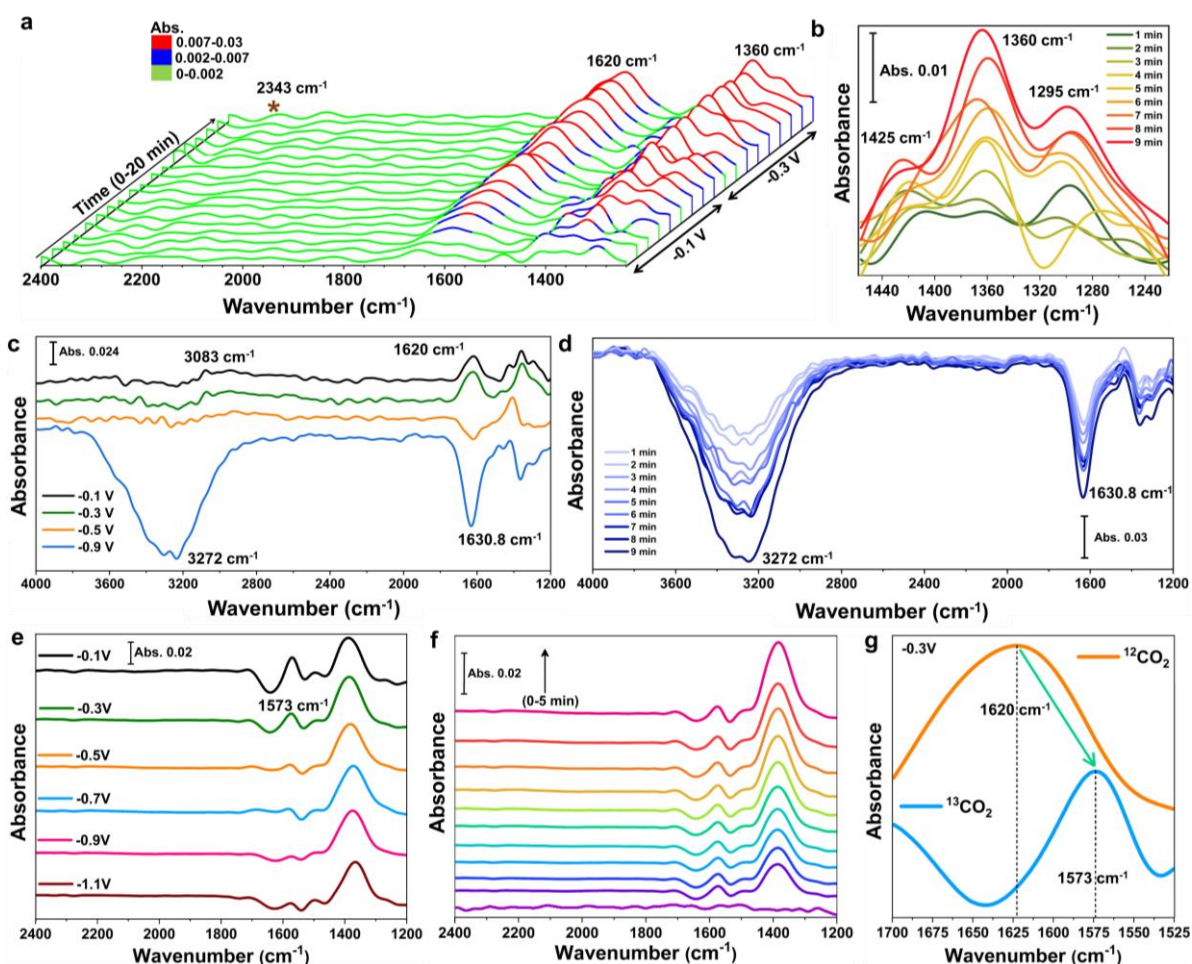 a
Abs.
0.007-0.03
0.002-0.007
0-0.002
2343 cm-1
*
1620 cm-1
1360 cm-1
Time (0-20 min)
-0.3 V
-0.1 V
2400 2200 2000 1800 1600 1400
Wavenumber (cm-1)
b
Abs. 0.01
1360 cm-1
1295 cm-1
1425 cm-1
1 min
2 min
3 min
4 min
5 min
6 min
7 min
8 min
9 min
Absorbance
1440 1400 1360 1320 1280 1240
Wavenumber (cm-1)
c
Abs. 0.024
3083 cm-1
1620 cm-1
Absorbance
-0.1 V
-0.3 V
-0.5 V
-0.9 V
3272 cm-1
1630.8 cm-1
4000 3600 3200 2800 2400 2000 1600 1200
Wavenumber (cm-1)
d
Absorbance
1 min
2 min
3 min
4 min
5 min
6 min
7 min
8 min
9 min
3272 cm-1
1630.8 cm-1
Abs. 0.03
4000 3600 3200 2800 2400 2000 1600 1200
Wavenumber (cm-1)
e
Abs. 0.02
-0.1V
1573 cm-1
-0.3V
-0.5V
-0.7V
-0.9V
-1.1V
Absorbance
2400 2200 2000 1800 1600 1400 1200
Wavenumber (cm-1)
f
Abs. 0.02
(0-5 min)
Absorbance
2400 2200 2000 1800 1600 1400 1200
Wavenumber (cm-1)
g
-0.3V
12CO2
1620 cm-1
13CO2
1573 cm-1
Absorbance
1700 1675 1650 1625 1600 1575 1550 1525
Wavenumber (cm-1)